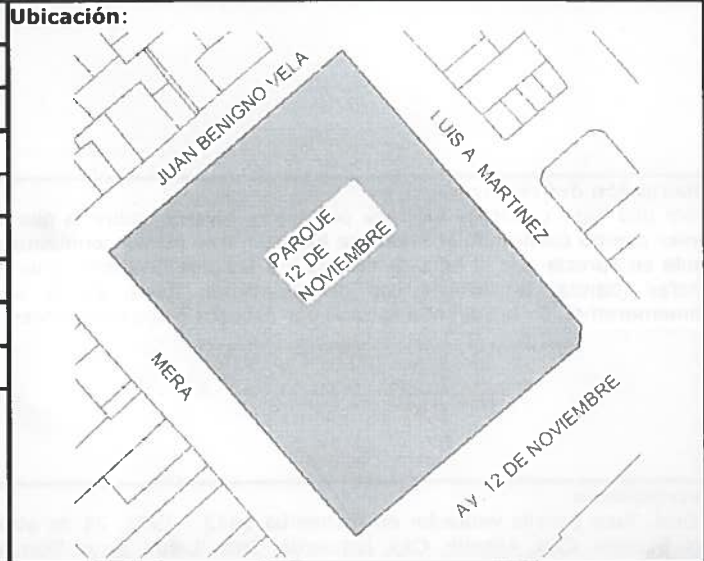 Ubicación:
JUAN BENIGNO VELA
LUIS A. MARTINEZ
PARQUE
12 DE
NOVIEMBRE
MERA
AV. 12 DE NOVIEMBRE